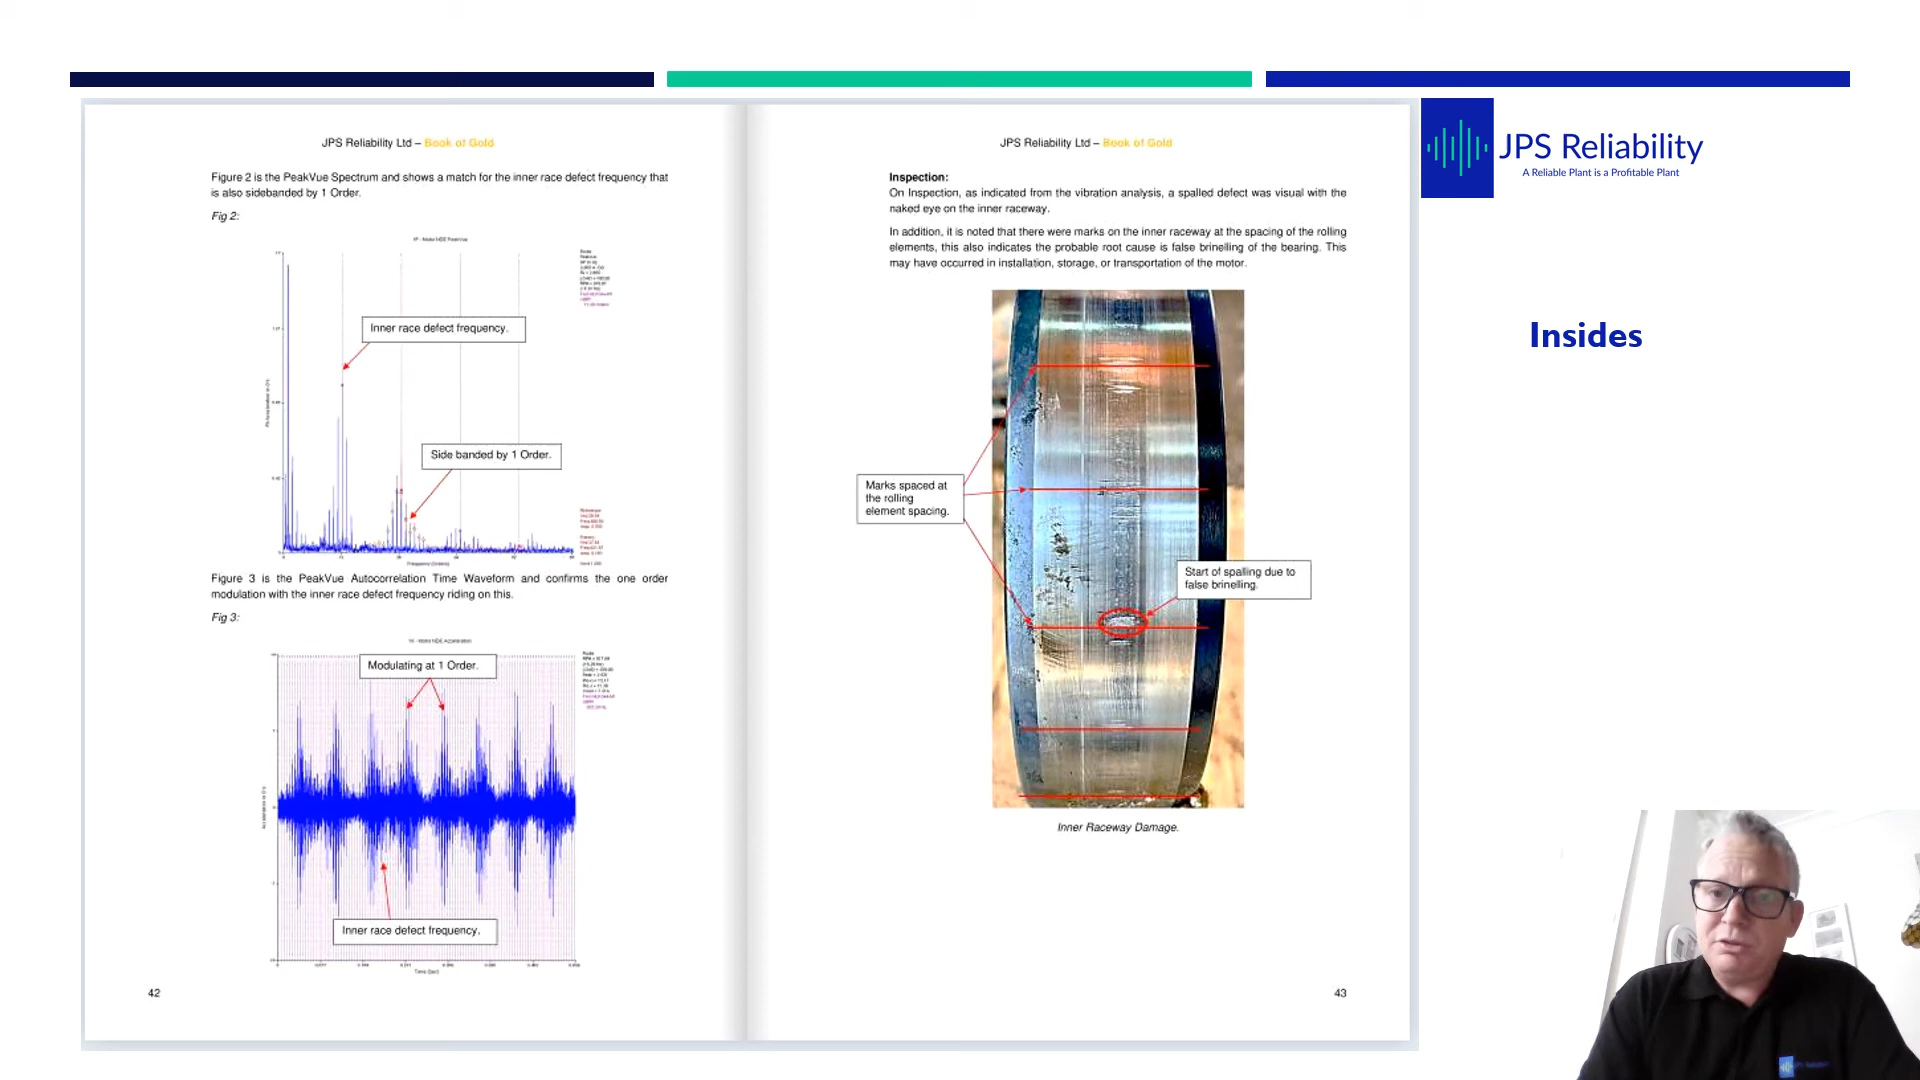 JPS Reliability Ltd – Book of Gold
Figure 2 is the PeakVue Spectrum and shows a match for the inner race defect frequency that
is also sidebanded by 1 Order.
Fig 2:
Inner race defect frequency.
Side banded by 1 Order.
Frequency (Orders)
Figure 3 is the PeakVue Autocorrelation Time Waveform and confirms the one order
modulation with the inner race defect frequency riding on this.
Fig 3:
Modulating at 1 Order.
Inner race defect frequency.
Time (Sec)
42
JPS Reliability Ltd – Book of Gold
Inspection:
On Inspection, as indicated from the vibration analysis, a spalled defect was visual with the
naked eye on the inner raceway.
In addition, it is noted that there were marks on the inner raceway at the spacing of the rolling
elements, this also indicates the probable root cause is false brinelling of the bearing. This
may have occurred in installation, storage, or transportation of the motor.
Marks spaced at
the rolling
element spacing.
Start of spalling due to
false brinelling.
Inner Raceway Damage.
43
JPS Reliability
A Reliable Plant is a Profitable Plant
Insides